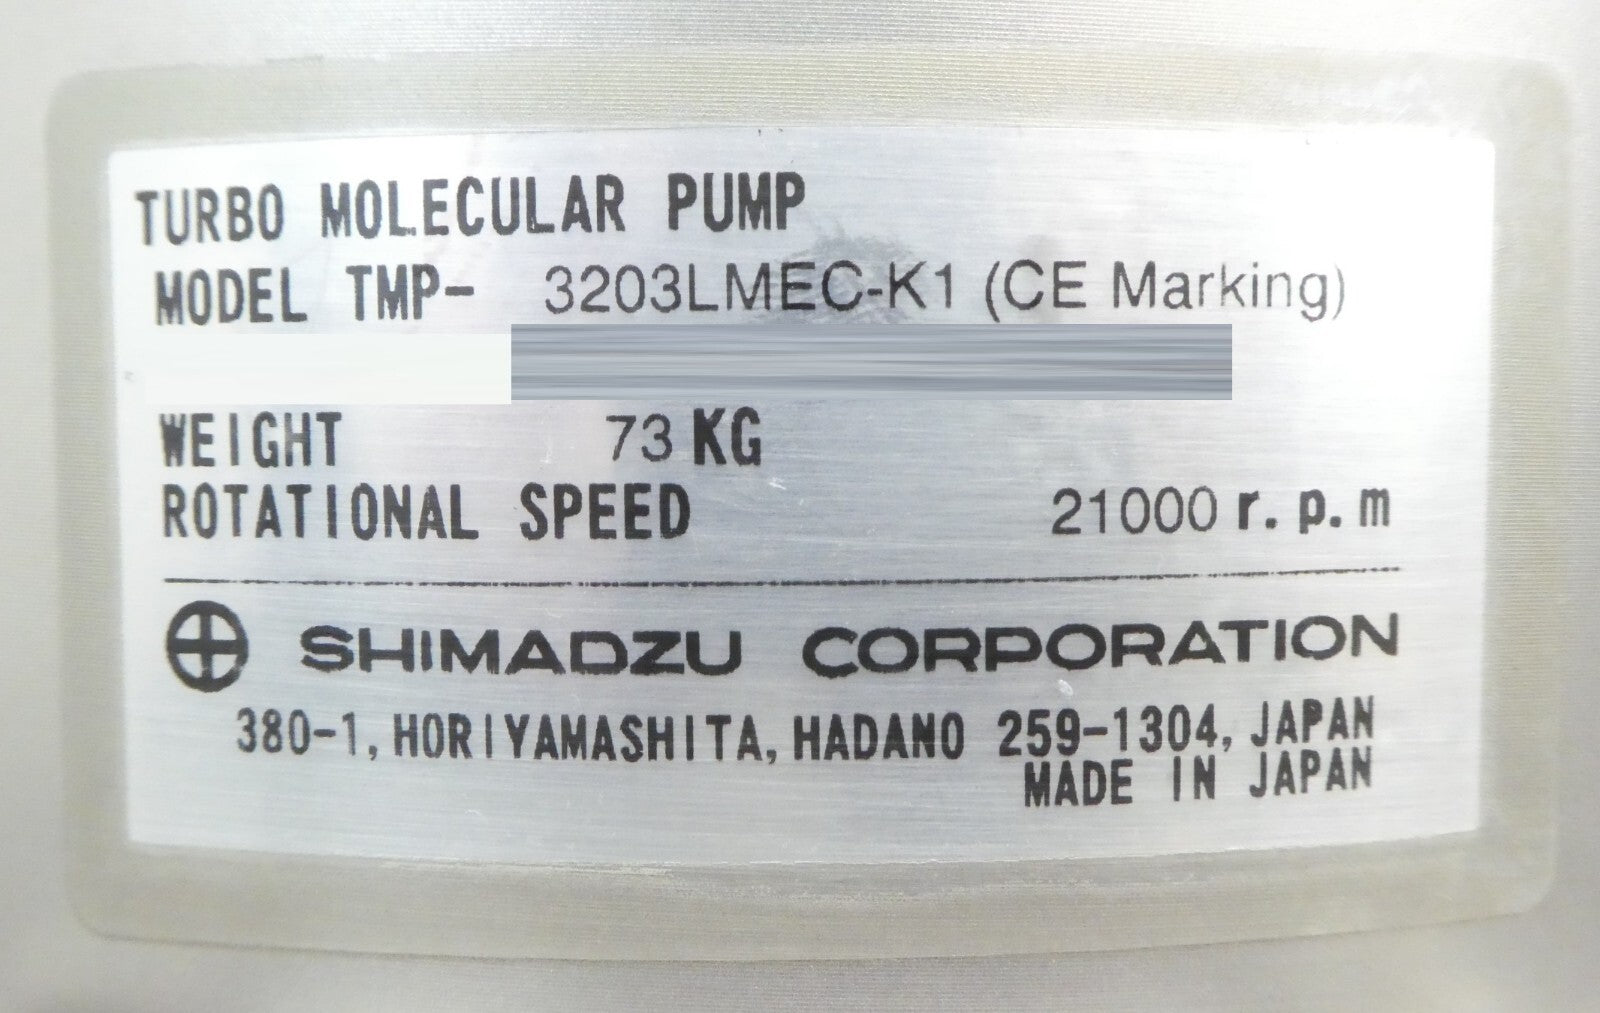 TURBO MOLECULAR PUMP
MODEL TMP- 3203LMEC-K1 (CE Marking)
WEIGHT 73 KG
ROTATIONAL SPEED 21000 r.p.m
SHIMADZU CORPORATION
380-1, HORIYAMASHITA, HADANO 259-1304, JAPAN
MADE IN JAPAN